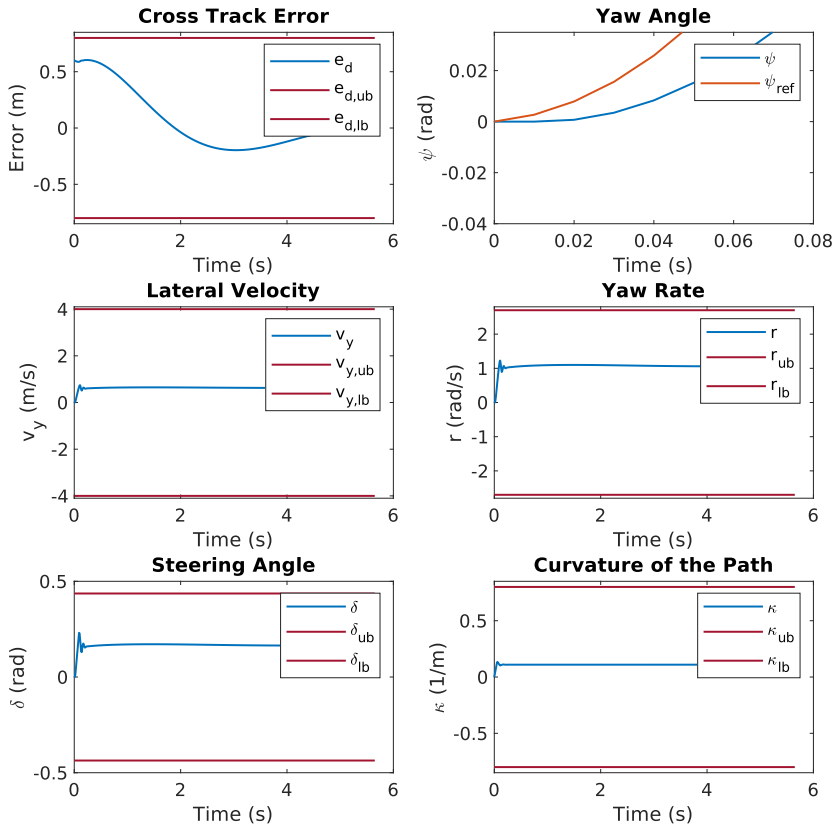 Cross Track Error
0.5
0
-0.5
Error (m)
e_d
e_d,ub
e_d,lb
0 2 4 6
Time (s)
Yaw Angle
0.02
0
-0.02
-0.04
ψ (rad)
ψ
ψ_ref
0 0.02 0.04 0.06 0.08
Time (s)
Lateral Velocity
4
2
0
-2
-4
v_y (m/s)
v_y
v_y,ub
v_y,lb
0 2 4 6
Time (s)
Yaw Rate
2
1
0
-1
-2
r (rad/s)
r
r_ub
r_lb
0 2 4 6
Time (s)
Steering Angle
0.5
0
-0.5
δ (rad)
δ
δ_ub
δ_lb
0 2 4 6
Time (s)
Curvature of the Path
0.5
0
-0.5
κ (1/m)
κ
κ_ub
κ_lb
0 2 4 6
Time (s)